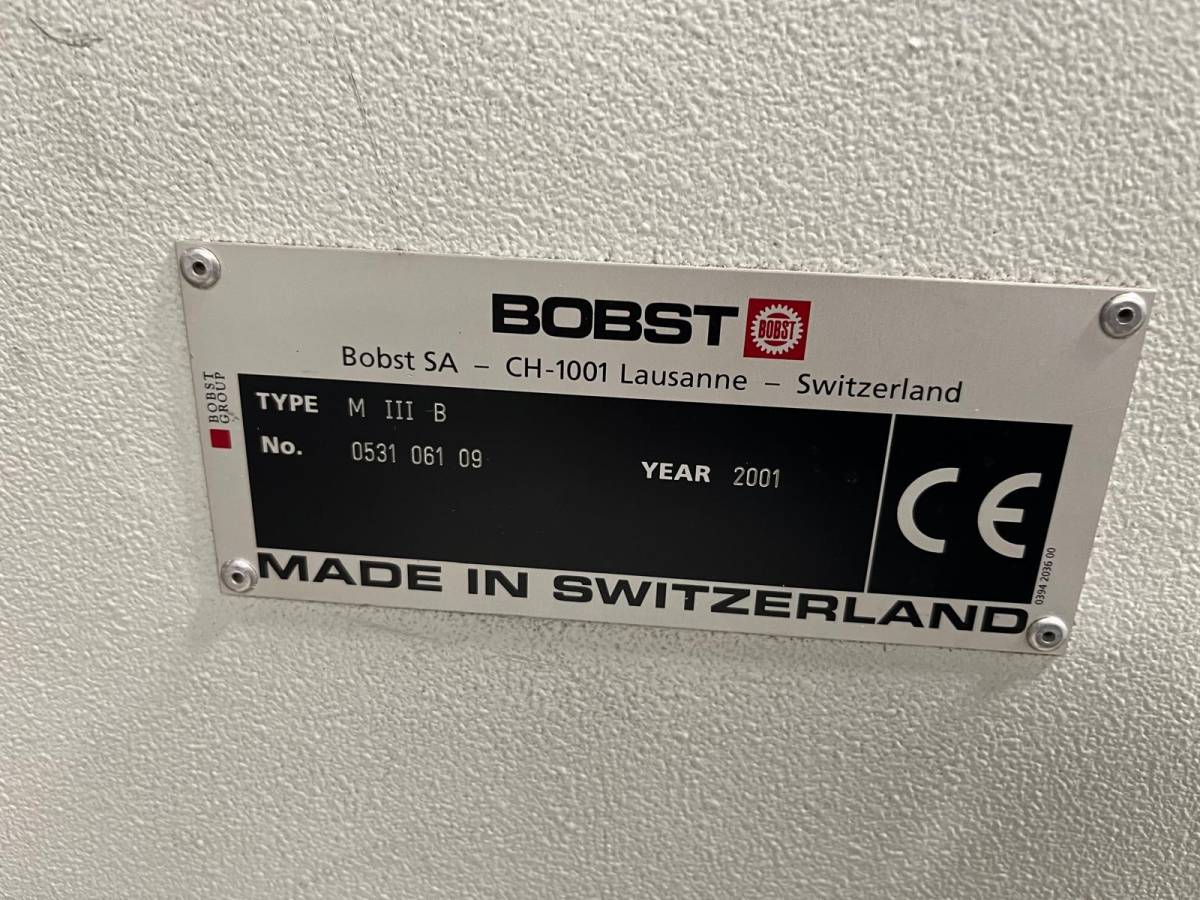 BOBST BOBST
Bobst SA – CH-1001 Lausanne – Switzerland
BOBST
GROUP
TYPE M III B
No. 0531 061 09
YEAR 2001
CE
0394 2036 00
MADE IN SWITZERLAND